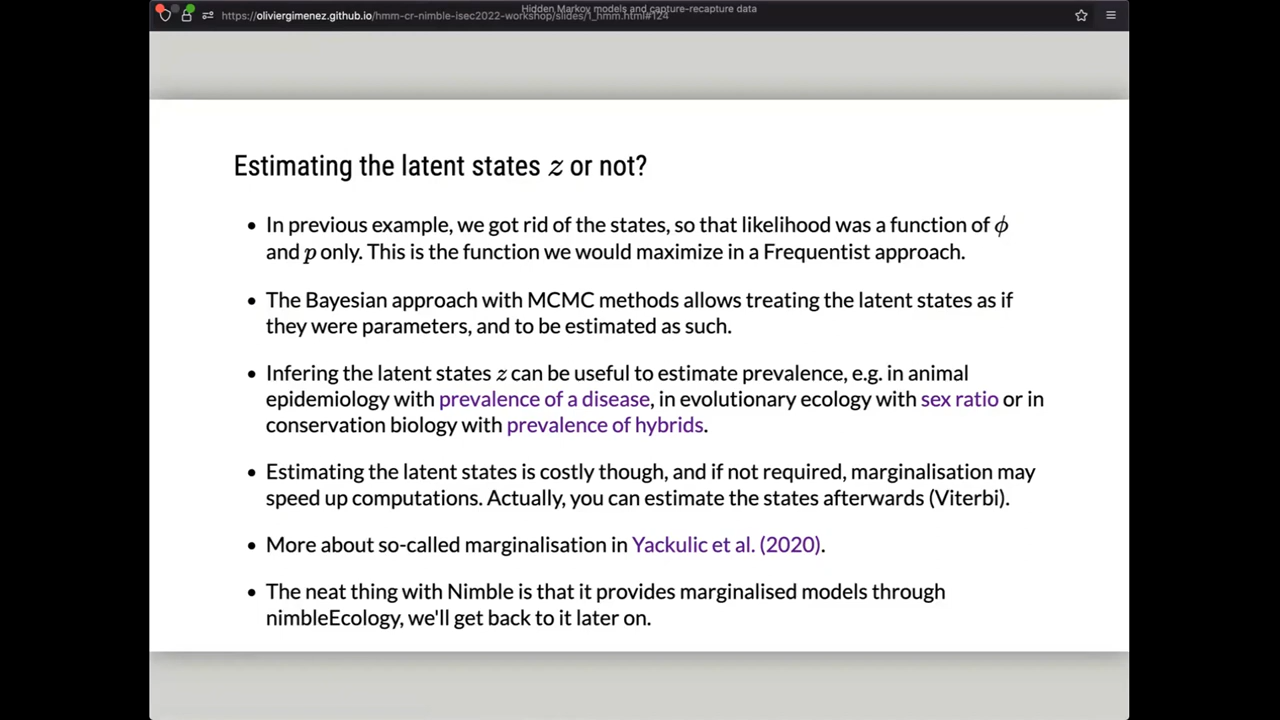 Hidden Markov models and capture-recapture data
https://oliviergimenez.github.io/hmm-cr-nimble-isec2022-workshop/slides/1_hmm.html#124
Estimating the latent states z or not?
• In previous example, we got rid of the states, so that likelihood was a function of ϕ
and p only. This is the function we would maximize in a Frequentist approach.
• The Bayesian approach with MCMC methods allows treating the latent states as if
they were parameters, and to be estimated as such.
• Infering the latent states z can be useful to estimate prevalence, e.g. in animal
epidemiology with prevalence of a disease, in evolutionary ecology with sex ratio or in
conservation biology with prevalence of hybrids.
• Estimating the latent states is costly though, and if not required, marginalisation may
speed up computations. Actually, you can estimate the states afterwards (Viterbi).
• More about so-called marginalisation in Yackulic et al. (2020).
• The neat thing with Nimble is that it provides marginalised models through
nimbleEcology, we'll get back to it later on.